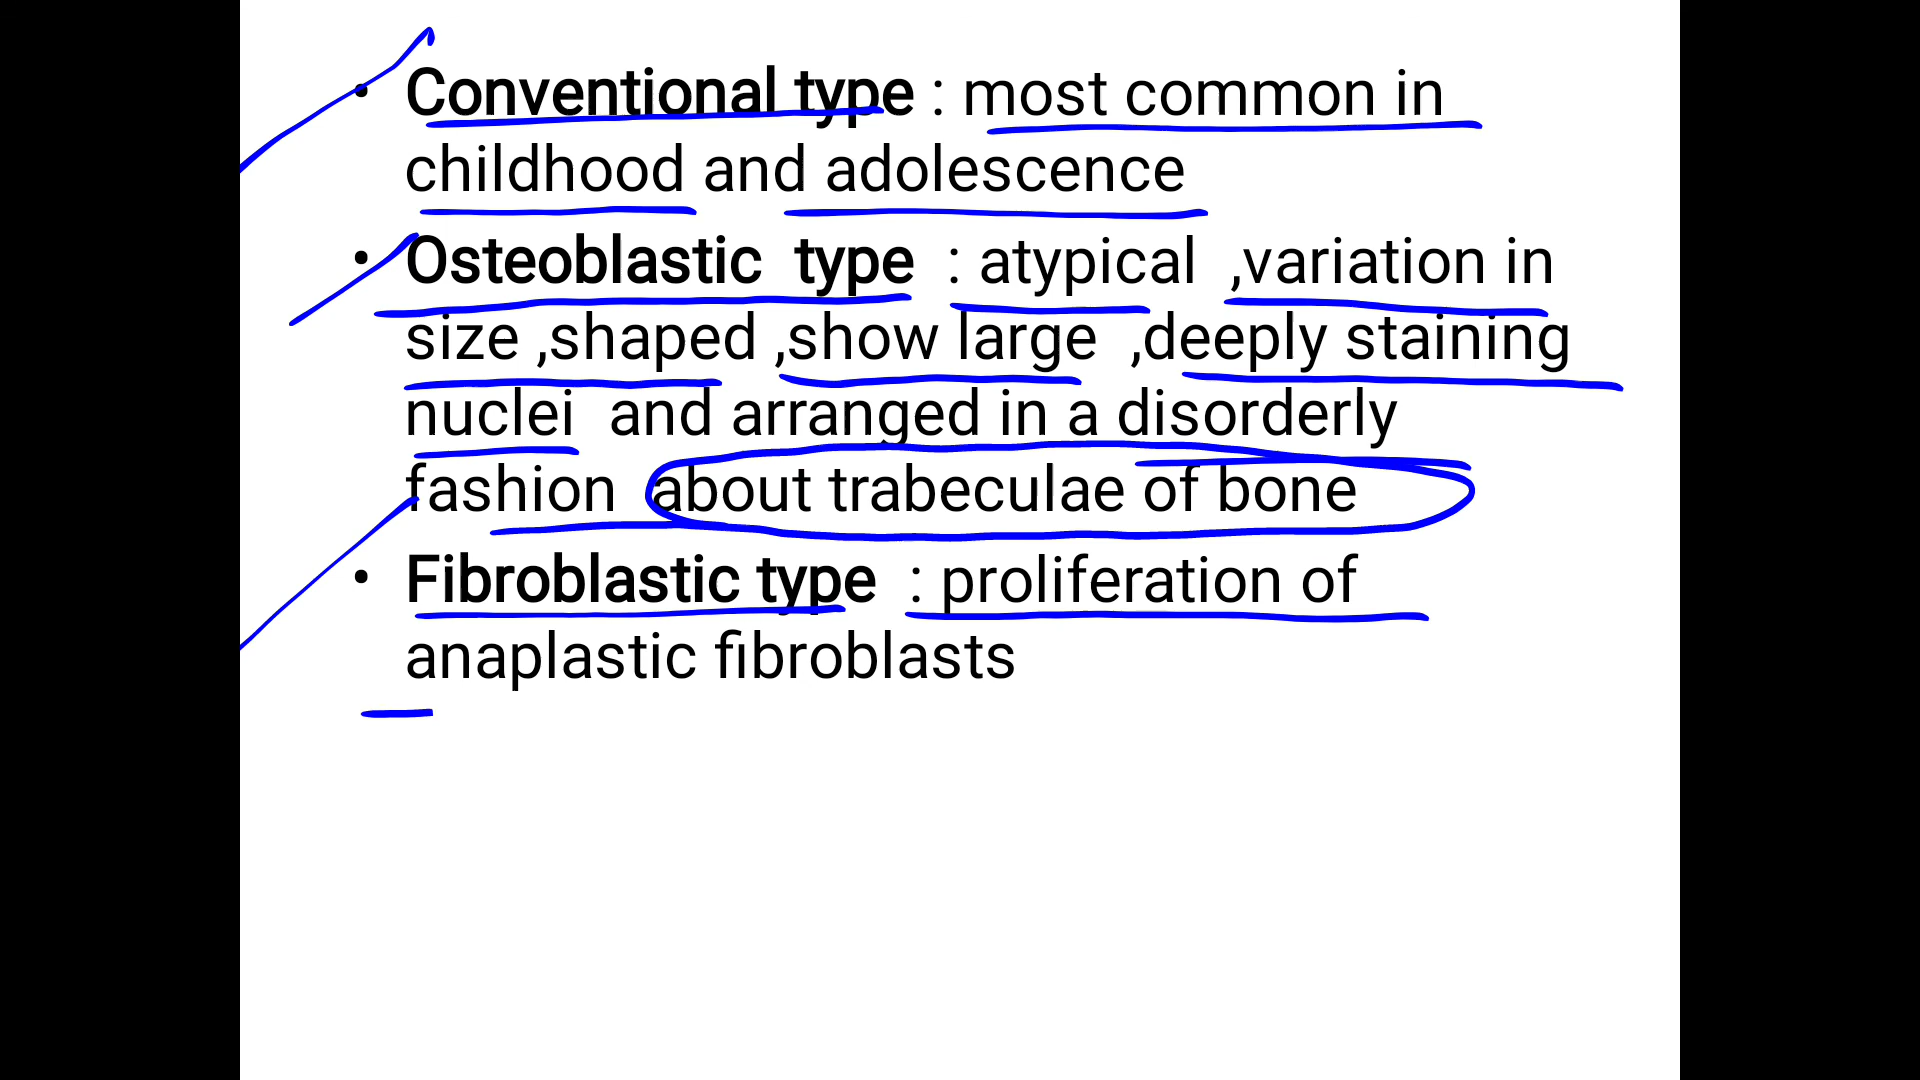 • Conventional type : most common in
childhood and adolescence
• Osteoblastic type : atypical ,variation in
size ,shaped ,show large ,deeply staining
nuclei and arranged in a disorderly
fashion about trabeculae of bone
• Fibroblastic type : proliferation of
anaplastic fibroblasts